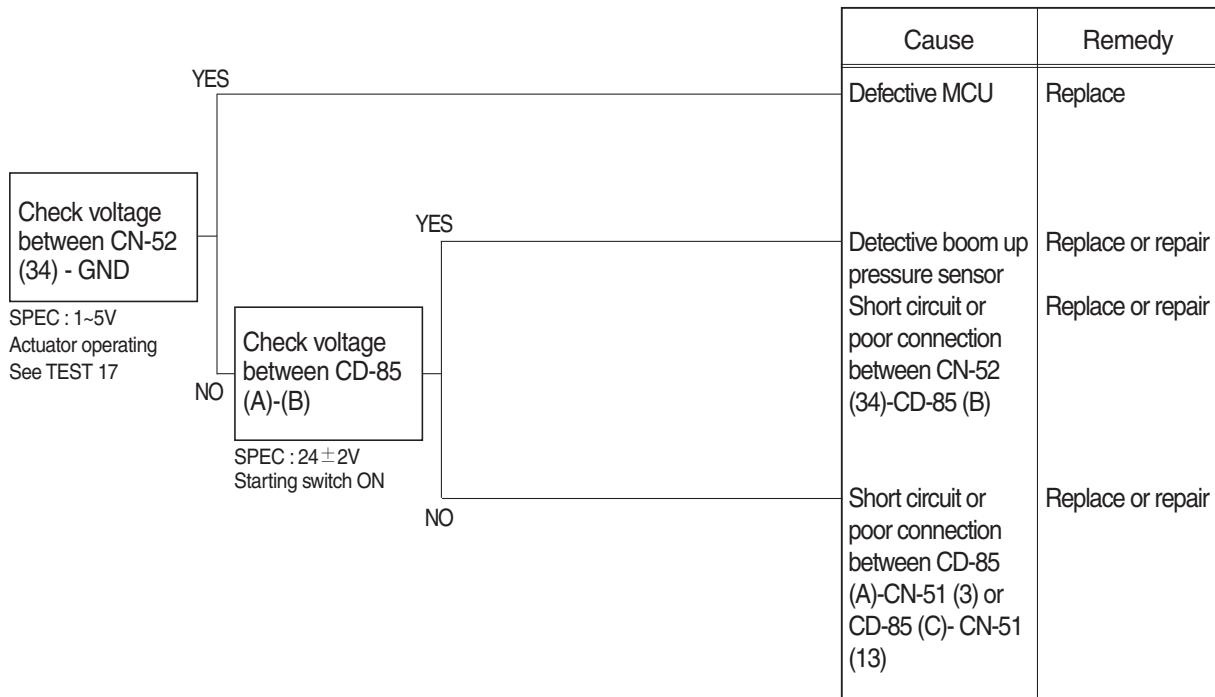 Cause
Remedy
YES
Defective MCU
Replace
Check voltage
between CN-52
(34) - GND
SPEC : 1~5V
Actuator operating
See TEST 17
YES
Detective boom up
pressure sensor
Replace or repair
Short circuit or
poor connection
between CN-52
(34)-CD-85 (B)
Replace or repair
NO
Check voltage
between CD-85
(A)-(B)
SPEC : 24±2V
Starting switch ON
NO
Short circuit or
poor connection
between CD-85
(A)-CN-51 (3) or
CD-85 (C)- CN-51
(13)
Replace or repair